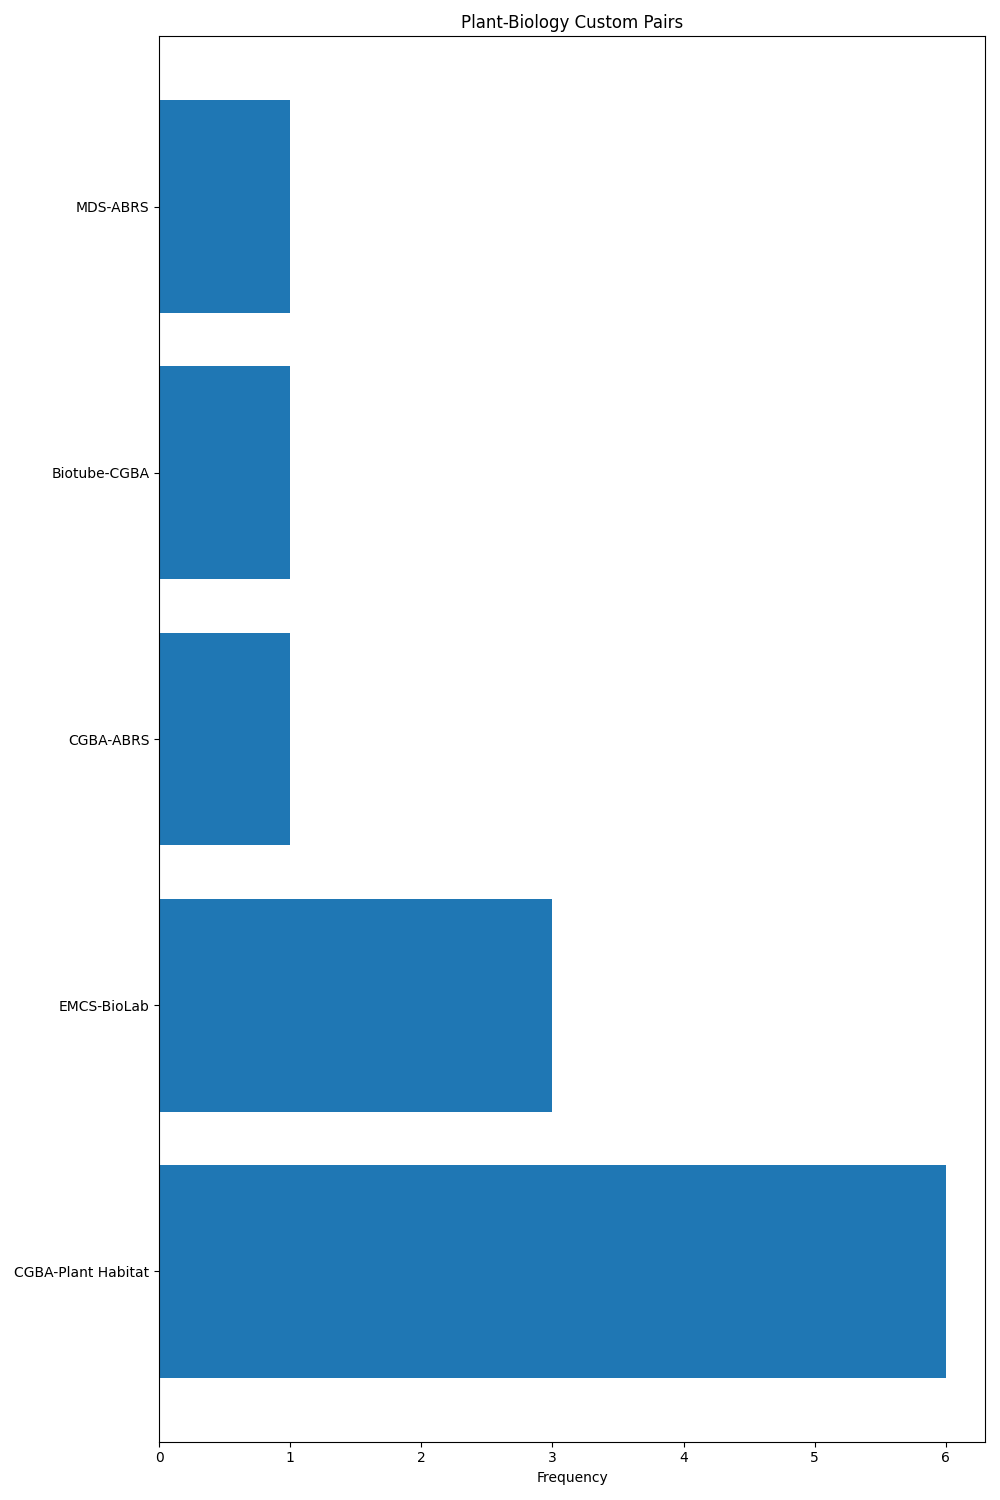 Plant-Biology Custom Pairs
MDS-ABRS
Biotube-CGBA
CGBA-ABRS
EMCS-BioLab
CGBA-Plant Habitat
0 1 2 3 4 5 6
Frequency